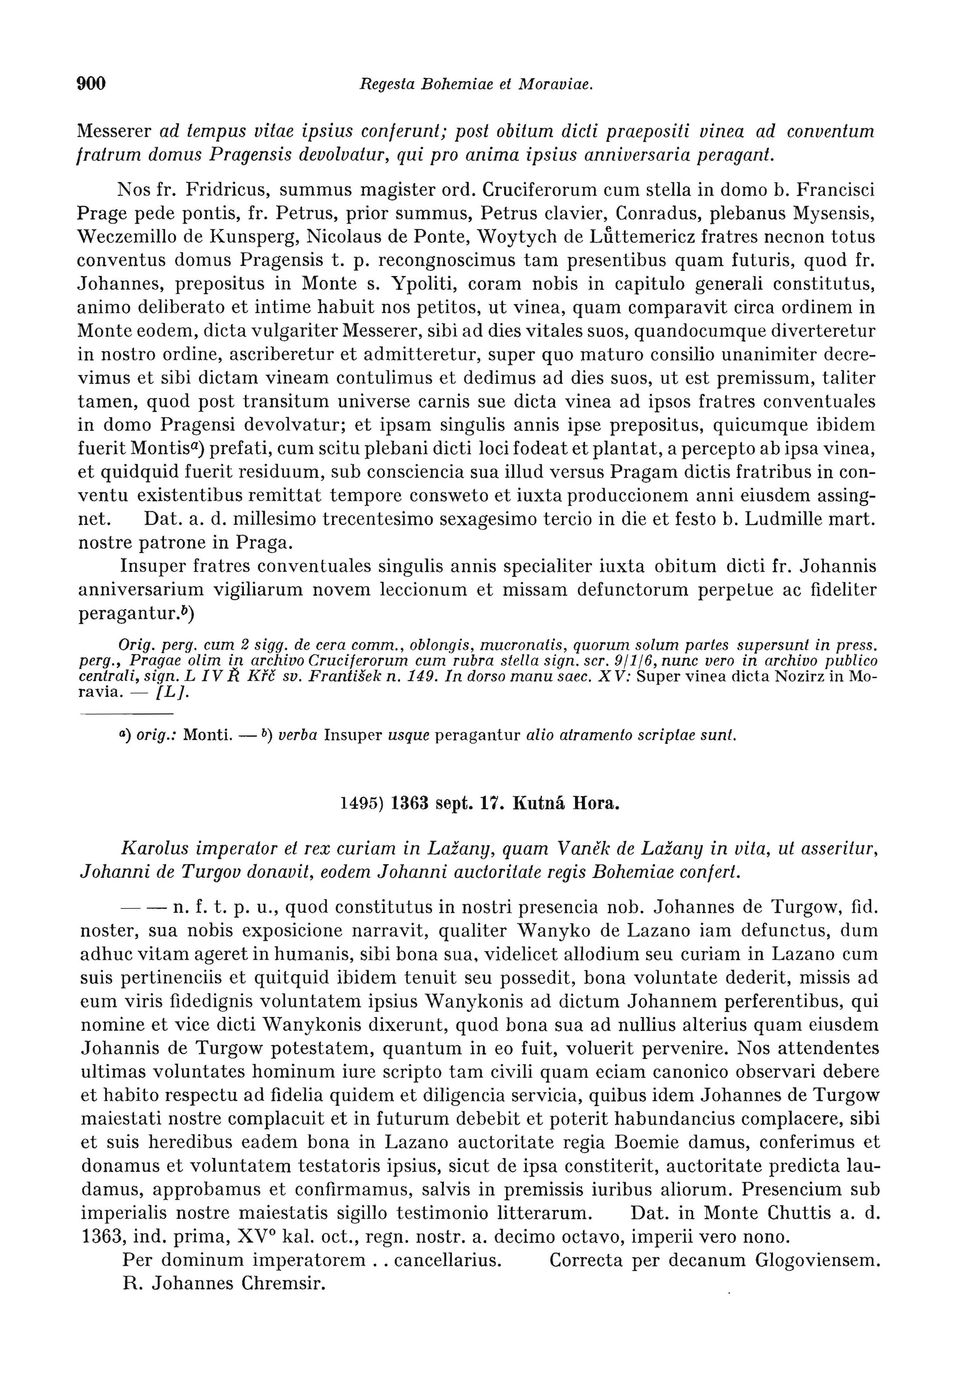 900 Regesta Bohemiae et Moraviae.
Messerer ad tempus vitae ipsius conferunt; post obitum dicti praepositi vinea ad conventum
fratrum domus Pragensis devolvatur, qui pro anima ipsius anniversaria peragant.
Nos fr. Fridricus, summus magister ord. Cruciferorum cum stella in domo b. Francisci
Prage pede pontis, fr. Petrus, prior summus, Petrus clavier, Conradus, plebanus Mysensis,
Weczemillo de Kunsperg, Nicolaus de Ponte, Woytych de Lůttemericz fratres necnon totus
conventus domus Pragensis t. p. recongnoscimus tam presentibus quam futuris, quod fr.
Johannes, prepositus in Monte s. Ypoliti, coram nobis in capitulo generali constitutus,
animo deliberato et intime habuit nos petitos, ut vinea, quam comparavit circa ordinem in
Monte eodem, dicta vulgariter Messerer, sibi ad dies vitales suos, quandocumque diverteretur
in nostro ordine, ascriberetur et admitteretur, super quo maturo consilio unanimiter decre-
vimus et sibi dictam vineam contulimus et dedimus ad dies suos, ut est premissum, taliter
tamen, quod post transitum universe carnis sue dicta vinea ad ipsos fratres conventuales
in domo Pragensi devolvatur; et ipsam singulis annis ipse prepositus, quicumque ibidem
fuerit Montisᵃ) prefati, cum scitu plebani dicti loci fodeat et plantat, a percepto ab ipsa vinea,
et quidquid fuerit residuum, sub consciencia sua illud versus Pragam dictis fratribus in con-
ventu existentibus remittat tempore consweto et iuxta produccionem anni eiusdem assing-
net. Dat. a. d. millesimo trecentesimo sexagesimo tercio in die et festo b. Ludmille mart.
nostre patrone in Praga.
Insuper fratres conventuales singulis annis specialiter iuxta obitum dicti fr. Johannis
anniversarium vigiliarum novem leccionum et missam defunctorum perpetue ac fideliter
peragantur.ᵇ)
Orig. perg. cum 2 sigg. de cera comm., oblongis, mucronatis, quorum solum partes supersunt in press.
perg., Pragae olim in archivo Cruciferorum cum rubra stella sign. scr. 9/1/6, nunc vero in archivo publico
centrali, sign. L IV Ř Křč sv. František n. 149. In dorso manu saec. XV: Super vinea dicta Nozirz in Mo-
ravia. — [L].
ᵃ) orig.: Monti. — ᵇ) verba Insuper usque peragantur alio atramento scriptae sunt.
1495) 1363 sept. 17. Kutná Hora.
Karolus imperator et rex curiam in Lažany, quam Vaněk de Lažany in vita, ut asseritur,
Johanni de Turgov donavit, eodem Johanni auctoritate regis Bohemiae confert.
— — n. f. t. p. u., quod constitutus in nostri presencia nob. Johannes de Turgow, fid.
noster, sua nobis exposicione narravit, qualiter Wanyko de Lazano iam defunctus, dum
adhuc vitam ageret in humanis, sibi bona sua, videlicet allodium seu curiam in Lazano cum
suis pertinenciis et quitquid ibidem tenuit seu possedit, bona voluntate dederit, missis ad
eum viris fidedignis voluntatem ipsius Wanykonis ad dictum Johannem perferentibus, qui
nomine et vice dicti Wanykonis dixerunt, quod bona sua ad nullius alterius quam eiusdem
Johannis de Turgow potestatem, quantum in eo fuit, voluerit pervenire. Nos attendentes
ultimas voluntates hominum iure scripto tam civili quam eciam canonico observari debere
et habito respectu ad fidelia quidem et diligencia servicia, quibus idem Johannes de Turgow
maiestati nostre complacuit et in futurum debebit et poterit habundancius complacere, sibi
et suis heredibus eadem bona in Lazano auctoritate regia Boemie damus, conferimus et
donamus et voluntatem testatoris ipsius, sicut de ipsa constiterit, auctoritate predicta lau-
damus, approbamus et confirmamus, salvis in premissis iuribus aliorum. Presencium sub
imperialis nostre maiestatis sigillo testimonio litterarum. Dat. in Monte Chuttis a. d.
1363, ind. prima, XV⁰ kal. oct., regn. nostr. a. decimo octavo, imperii vero nono.
Per dominum imperatorem . . cancellarius. Correcta per decanum Glogoviensem.
R. Johannes Chremsir.